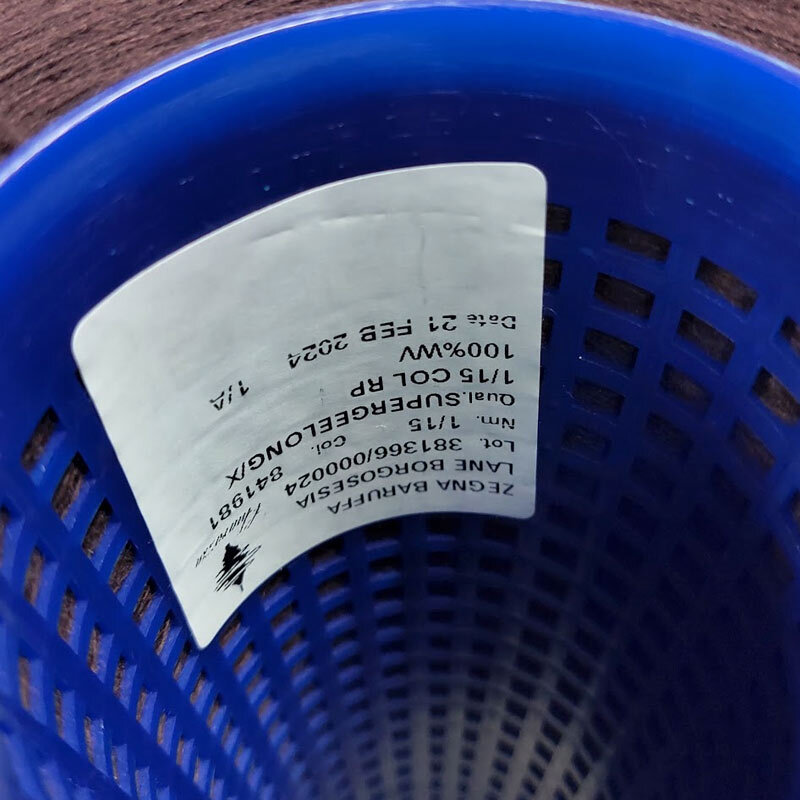 ZEGNA BARUFFA
LANE BORGOSESIA
Lot. 381366/000024 841981
Nm. 1/15 Col.
Qual.SUPERGEELONG/X
1/15 COL RP
100%WV 1/A
Date 21 FEB 2024